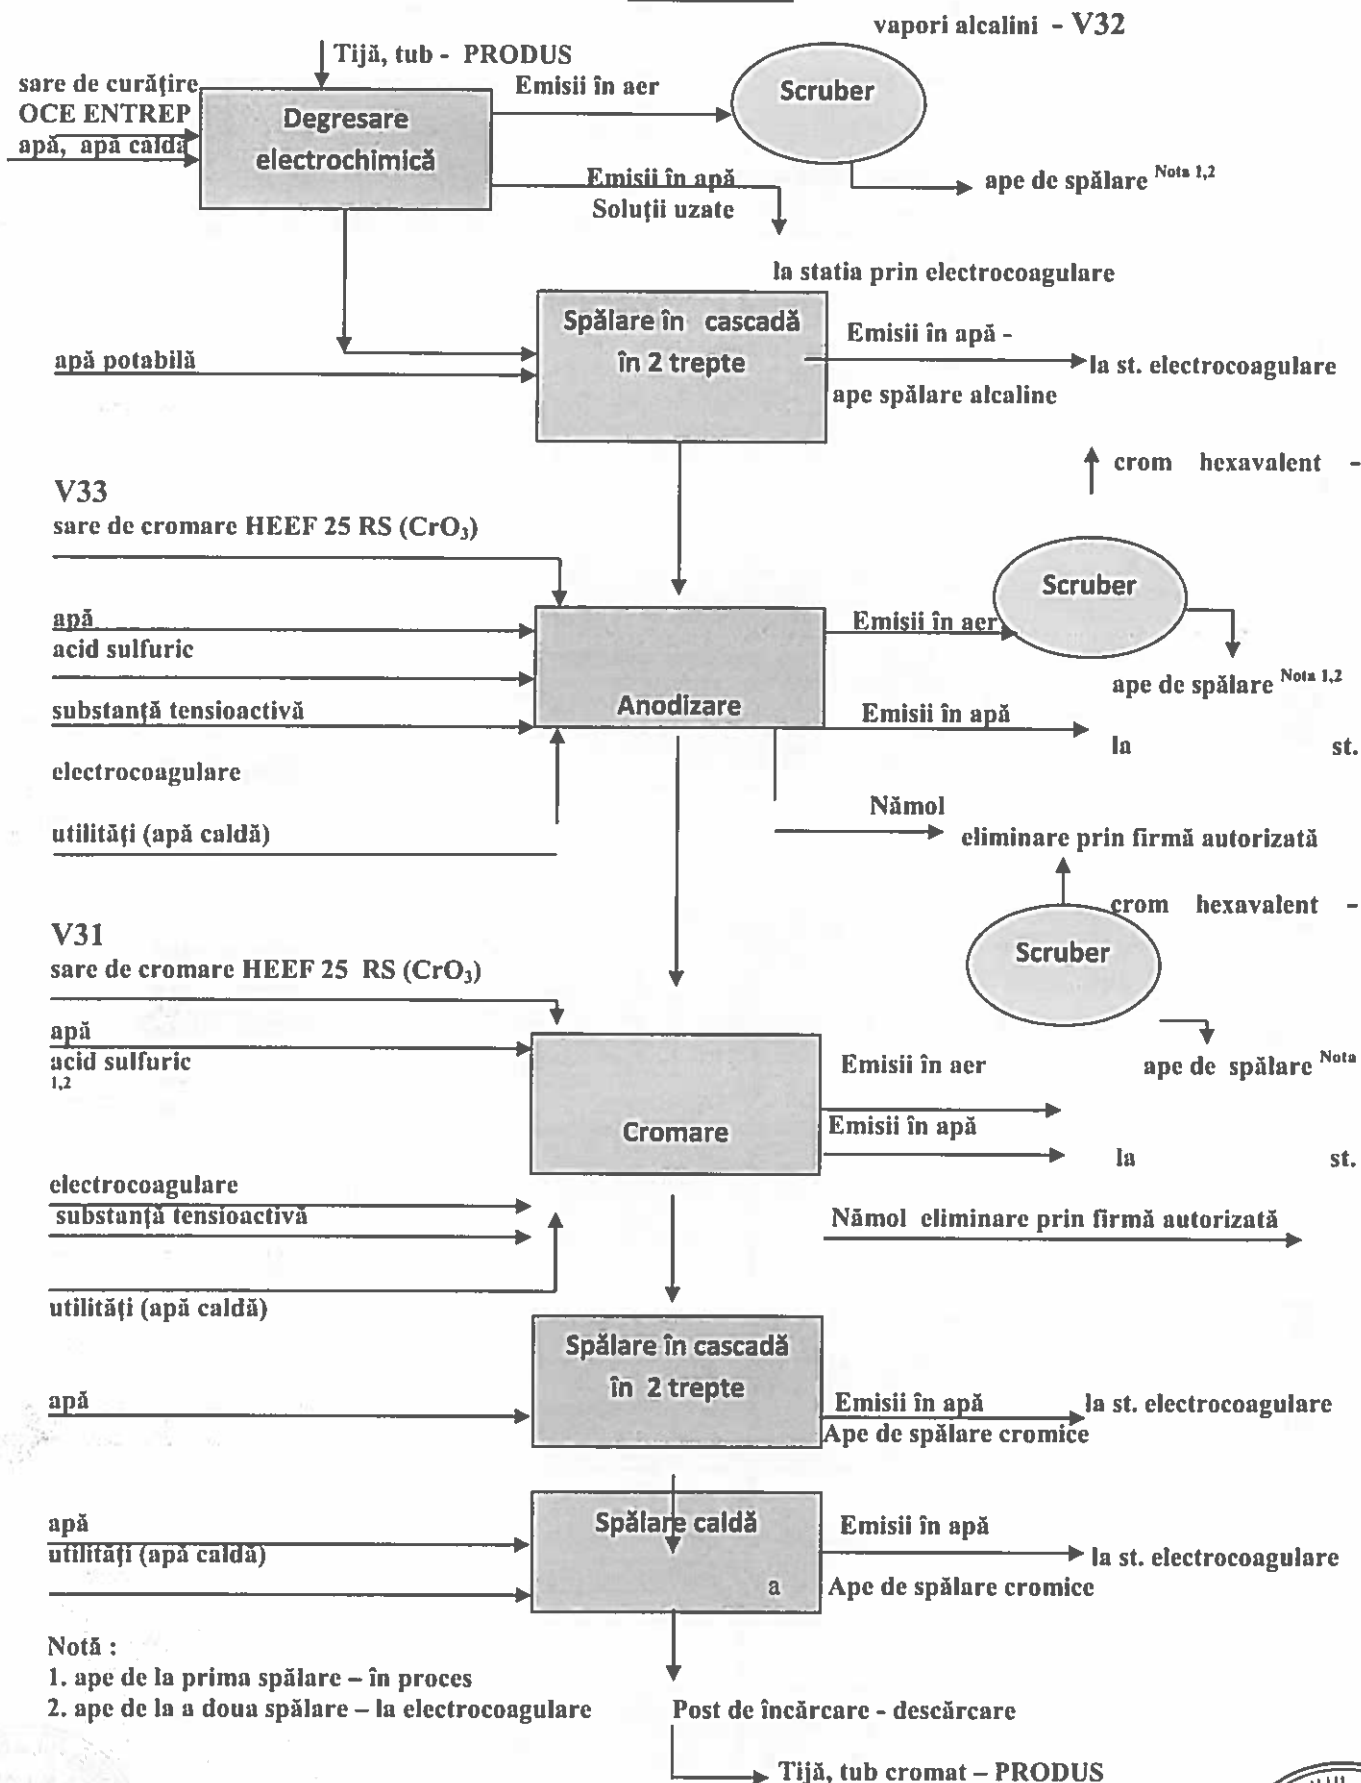 vapori alcalini - V32
Tijă, tub - PRODUS
sare de curăţire
OCE ENTREP
apă, apă caldă
Degresare
electrochimică
Emisii în aer
Scruber
ape de spălare Nota 1,2
Emisii în apă
Soluţii uzate
la statia prin electrocoagulare
Spălare în cascadă
în 2 trepte
apă potabilă
Emisii în apă -
la st. electrocoagulare
ape spălare alcaline
crom hexavalent -
V33
sare de cromare HEEF 25 RS (CrO₃)
Scruber
apă
acid sulfuric
substanţă tensioactivă
Anodizare
Emisii în aer
ape de spălare Nota 1,2
Emisii în apă
la st.
electrocoagulare
Nămol
utilităţi (apă caldă)
eliminare prin firmă autorizată
crom hexavalent -
V31
sare de cromare HEEF 25 RS (CrO₃)
Scruber
apă
acid sulfuric
1,2
Cromare
Emisii în aer
ape de spălare Nota
Emisii în apă
la st.
electrocoagulare
substanţă tensioactivă
Nămol eliminare prin firmă autorizată
utilităţi (apă caldă)
Spălare în cascadă
în 2 trepte
apă
Emisii în apă
la st. electrocoagulare
Ape de spălare cromice
Spălare caldă
a
apă
utilităţi (apă caldă)
Emisii în apă
la st. electrocoagulare
Ape de spălare cromice
Notă :
1. ape de la prima spălare – în proces
2. ape de la a doua spălare – la electrocoagulare
Post de încărcare - descărcare
Tijă, tub cromat – PRODUS